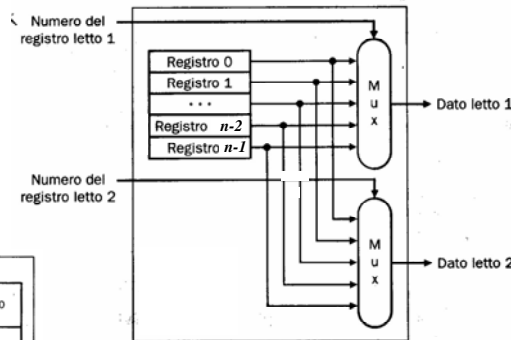 Numero del
registro letto 1
Registro 0
Registro 1
...
Registro n-2
Registro n-1
M
u
x
Dato letto 1
Numero del
registro letto 2
M
u
x
Dato letto 2
o